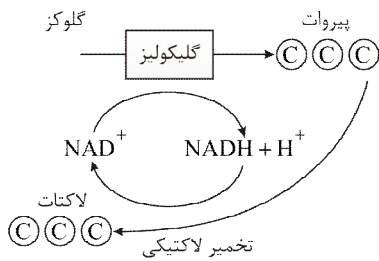 گلوکز
پیروات
گلیکولیز
C C C
NAD+
NADH + H+
لاکتات
C C C
تخمیر لاکتیکی